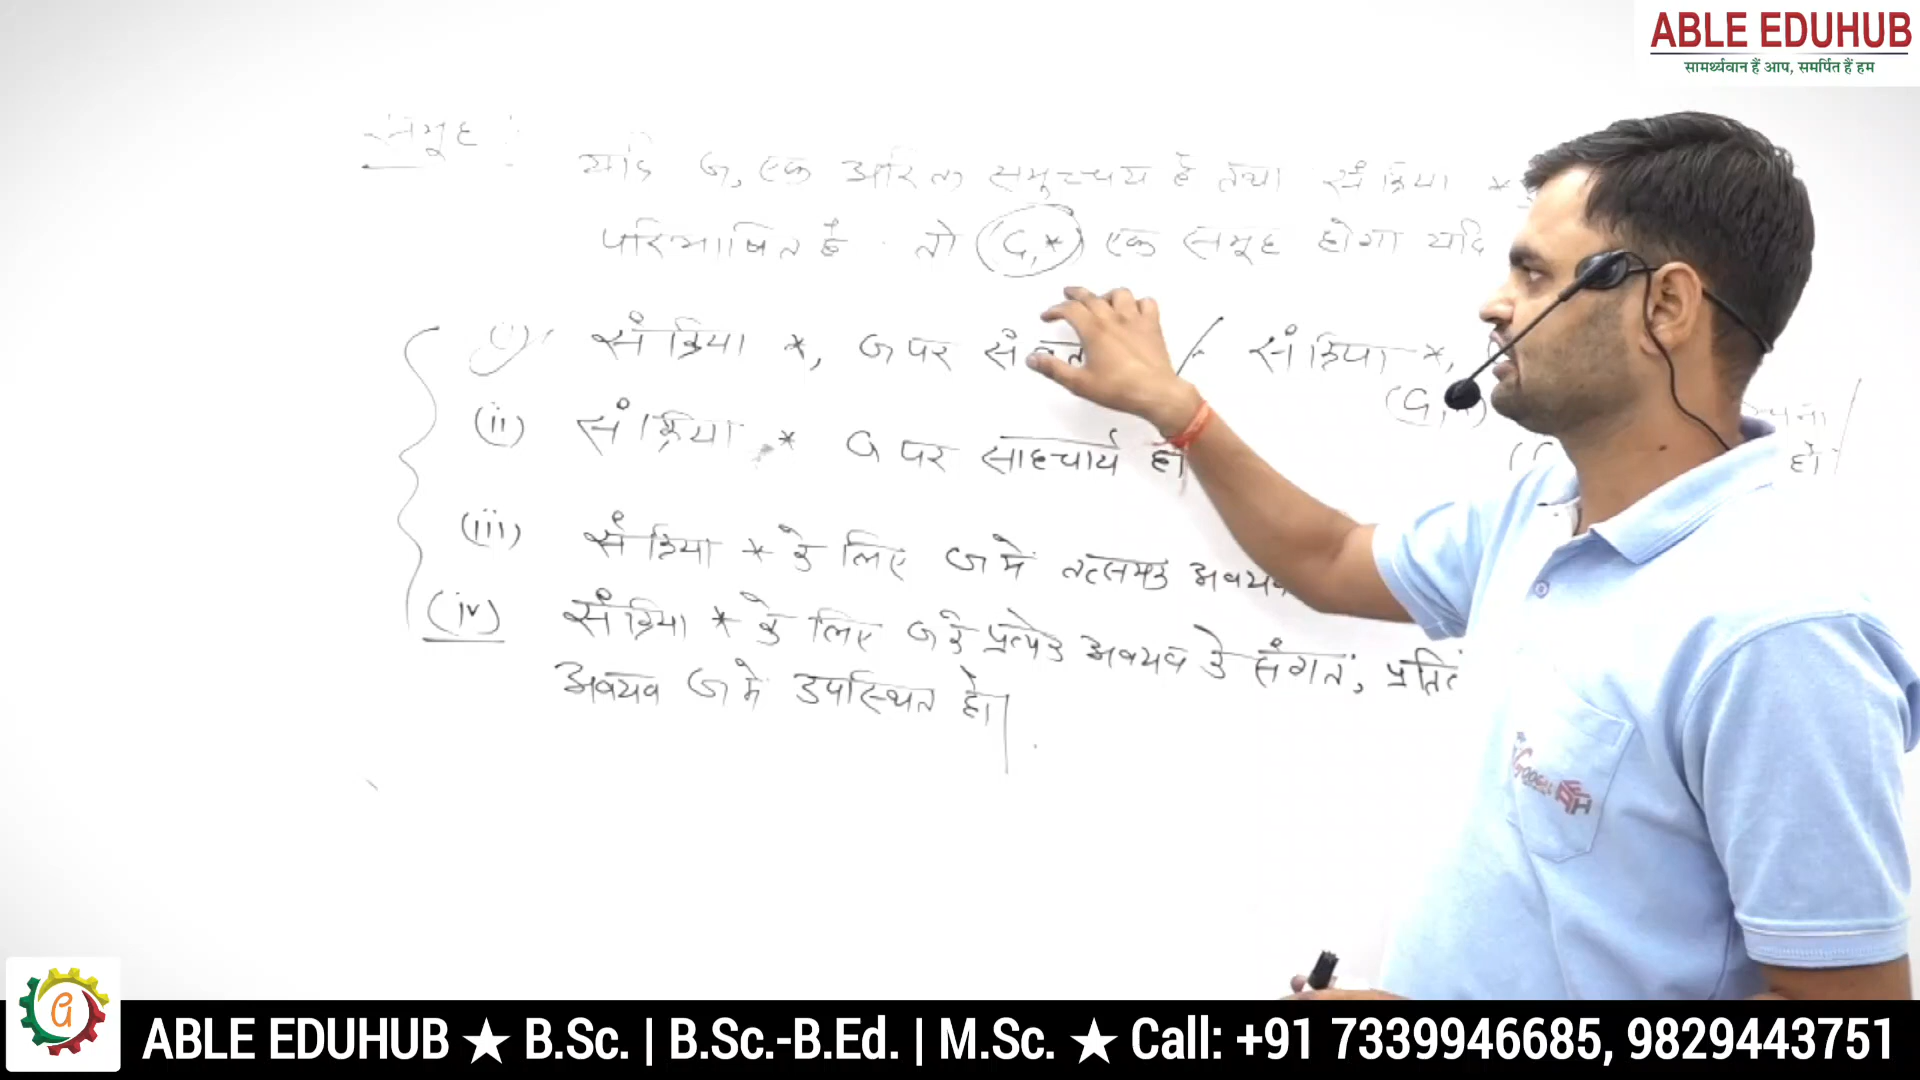 ABLE EDUHUB
सामर्थ्यवान हैं आप, समर्पित हैं हम
समूह :
यदि G, एक अरिक्त समुच्चय है तथा संक्रिया *
परिभाषित है तो (G,*) एक समूह होगा यदि
(i) संक्रिया *, G पर / संक्रिया *,
हो
(ii) संक्रिया * G पर साहचार्य हो
(iii) संक्रिया * के लिए G में तत्समक अवयव
(iv) संक्रिया * के लिए G के प्रत्येक अवयव के संगत,
अवयव G में उपस्थित हो|
ABLE EDUHUB ★ B.Sc. | B.Sc.-B.Ed. | M.Sc. ★ Call: +91 7339946685, 9829443751